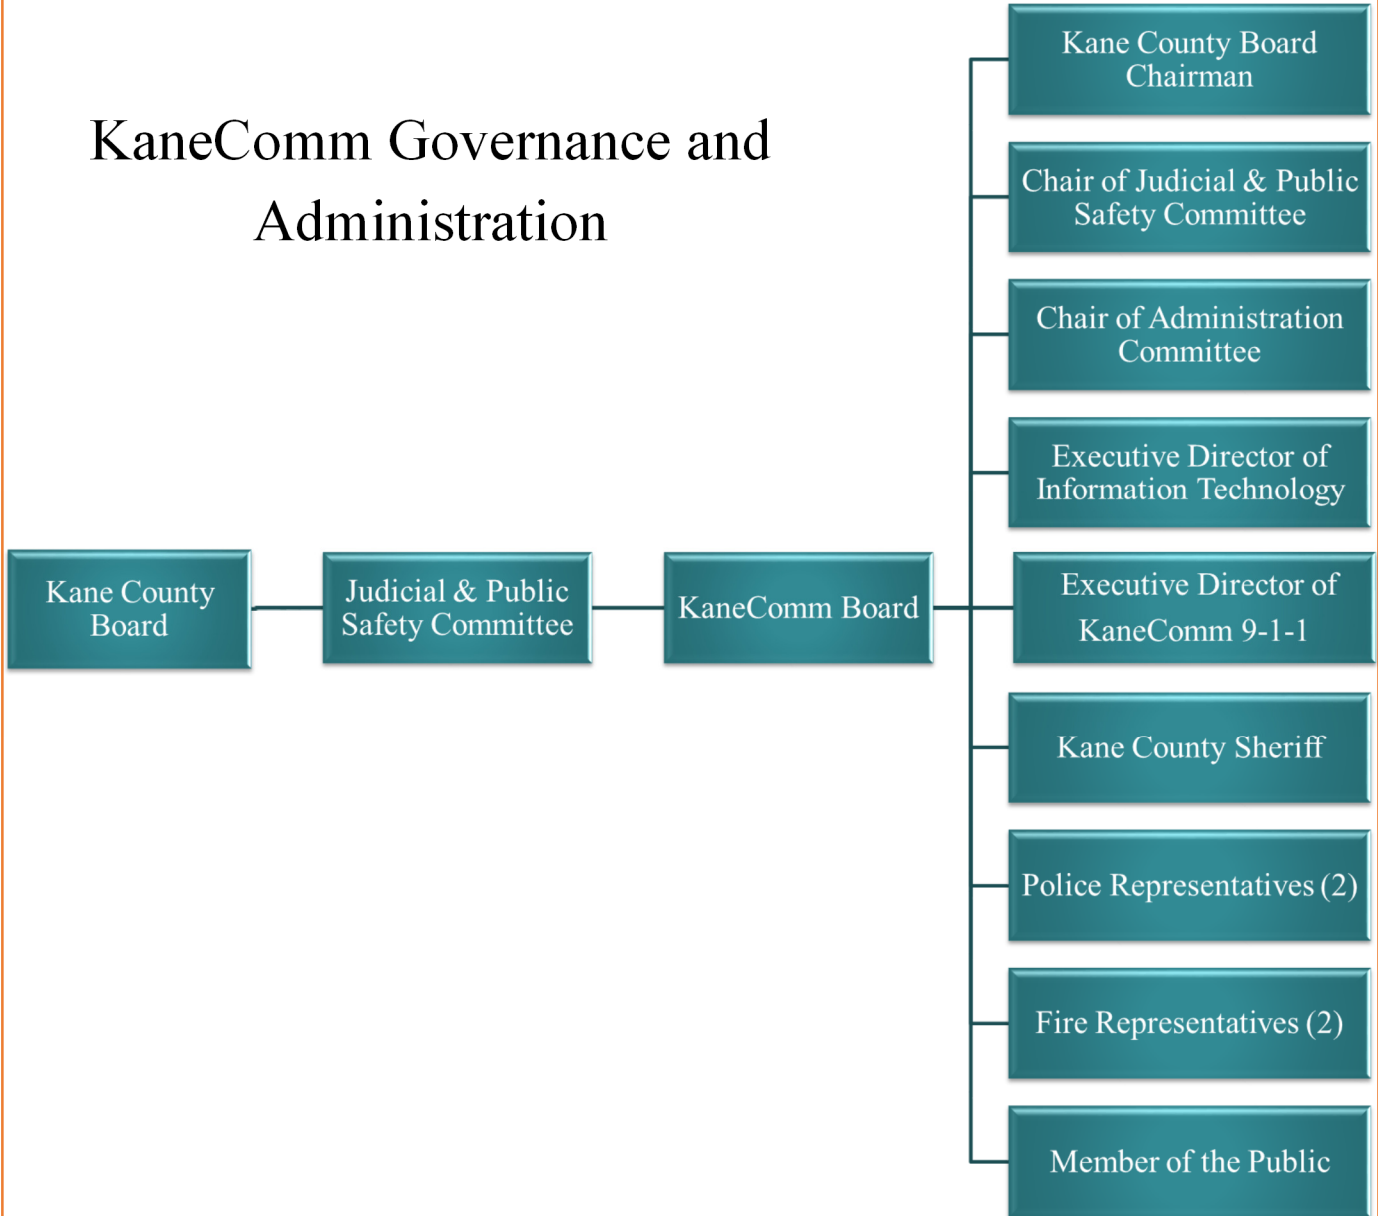 KaneComm Governance and
Administration
Kane County
Board
Judicial & Public
Safety Committee
KaneComm Board
Kane County Board
Chairman
Chair of Judicial & Public
Safety Committee
Chair of Administration
Committee
Executive Director of
Information Technology
Executive Director of
KaneComm 9-1-1
Kane County Sheriff
Police Representatives (2)
Fire Representatives (2)
Member of the Public